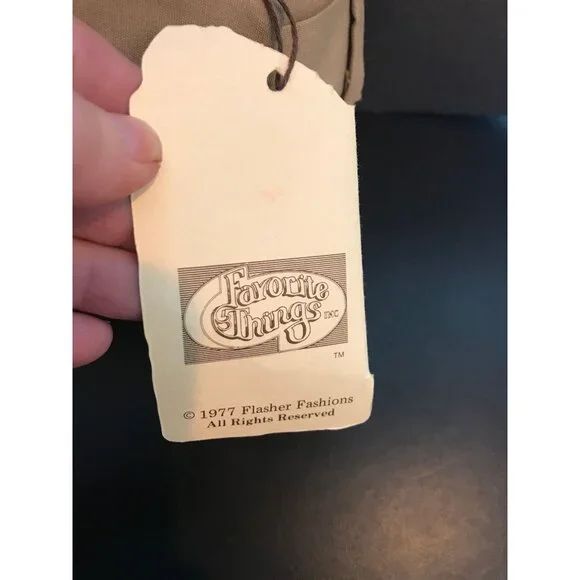 Favorite
Things INC
TM
© 1977 Flasher Fashions
All Rights Reserved